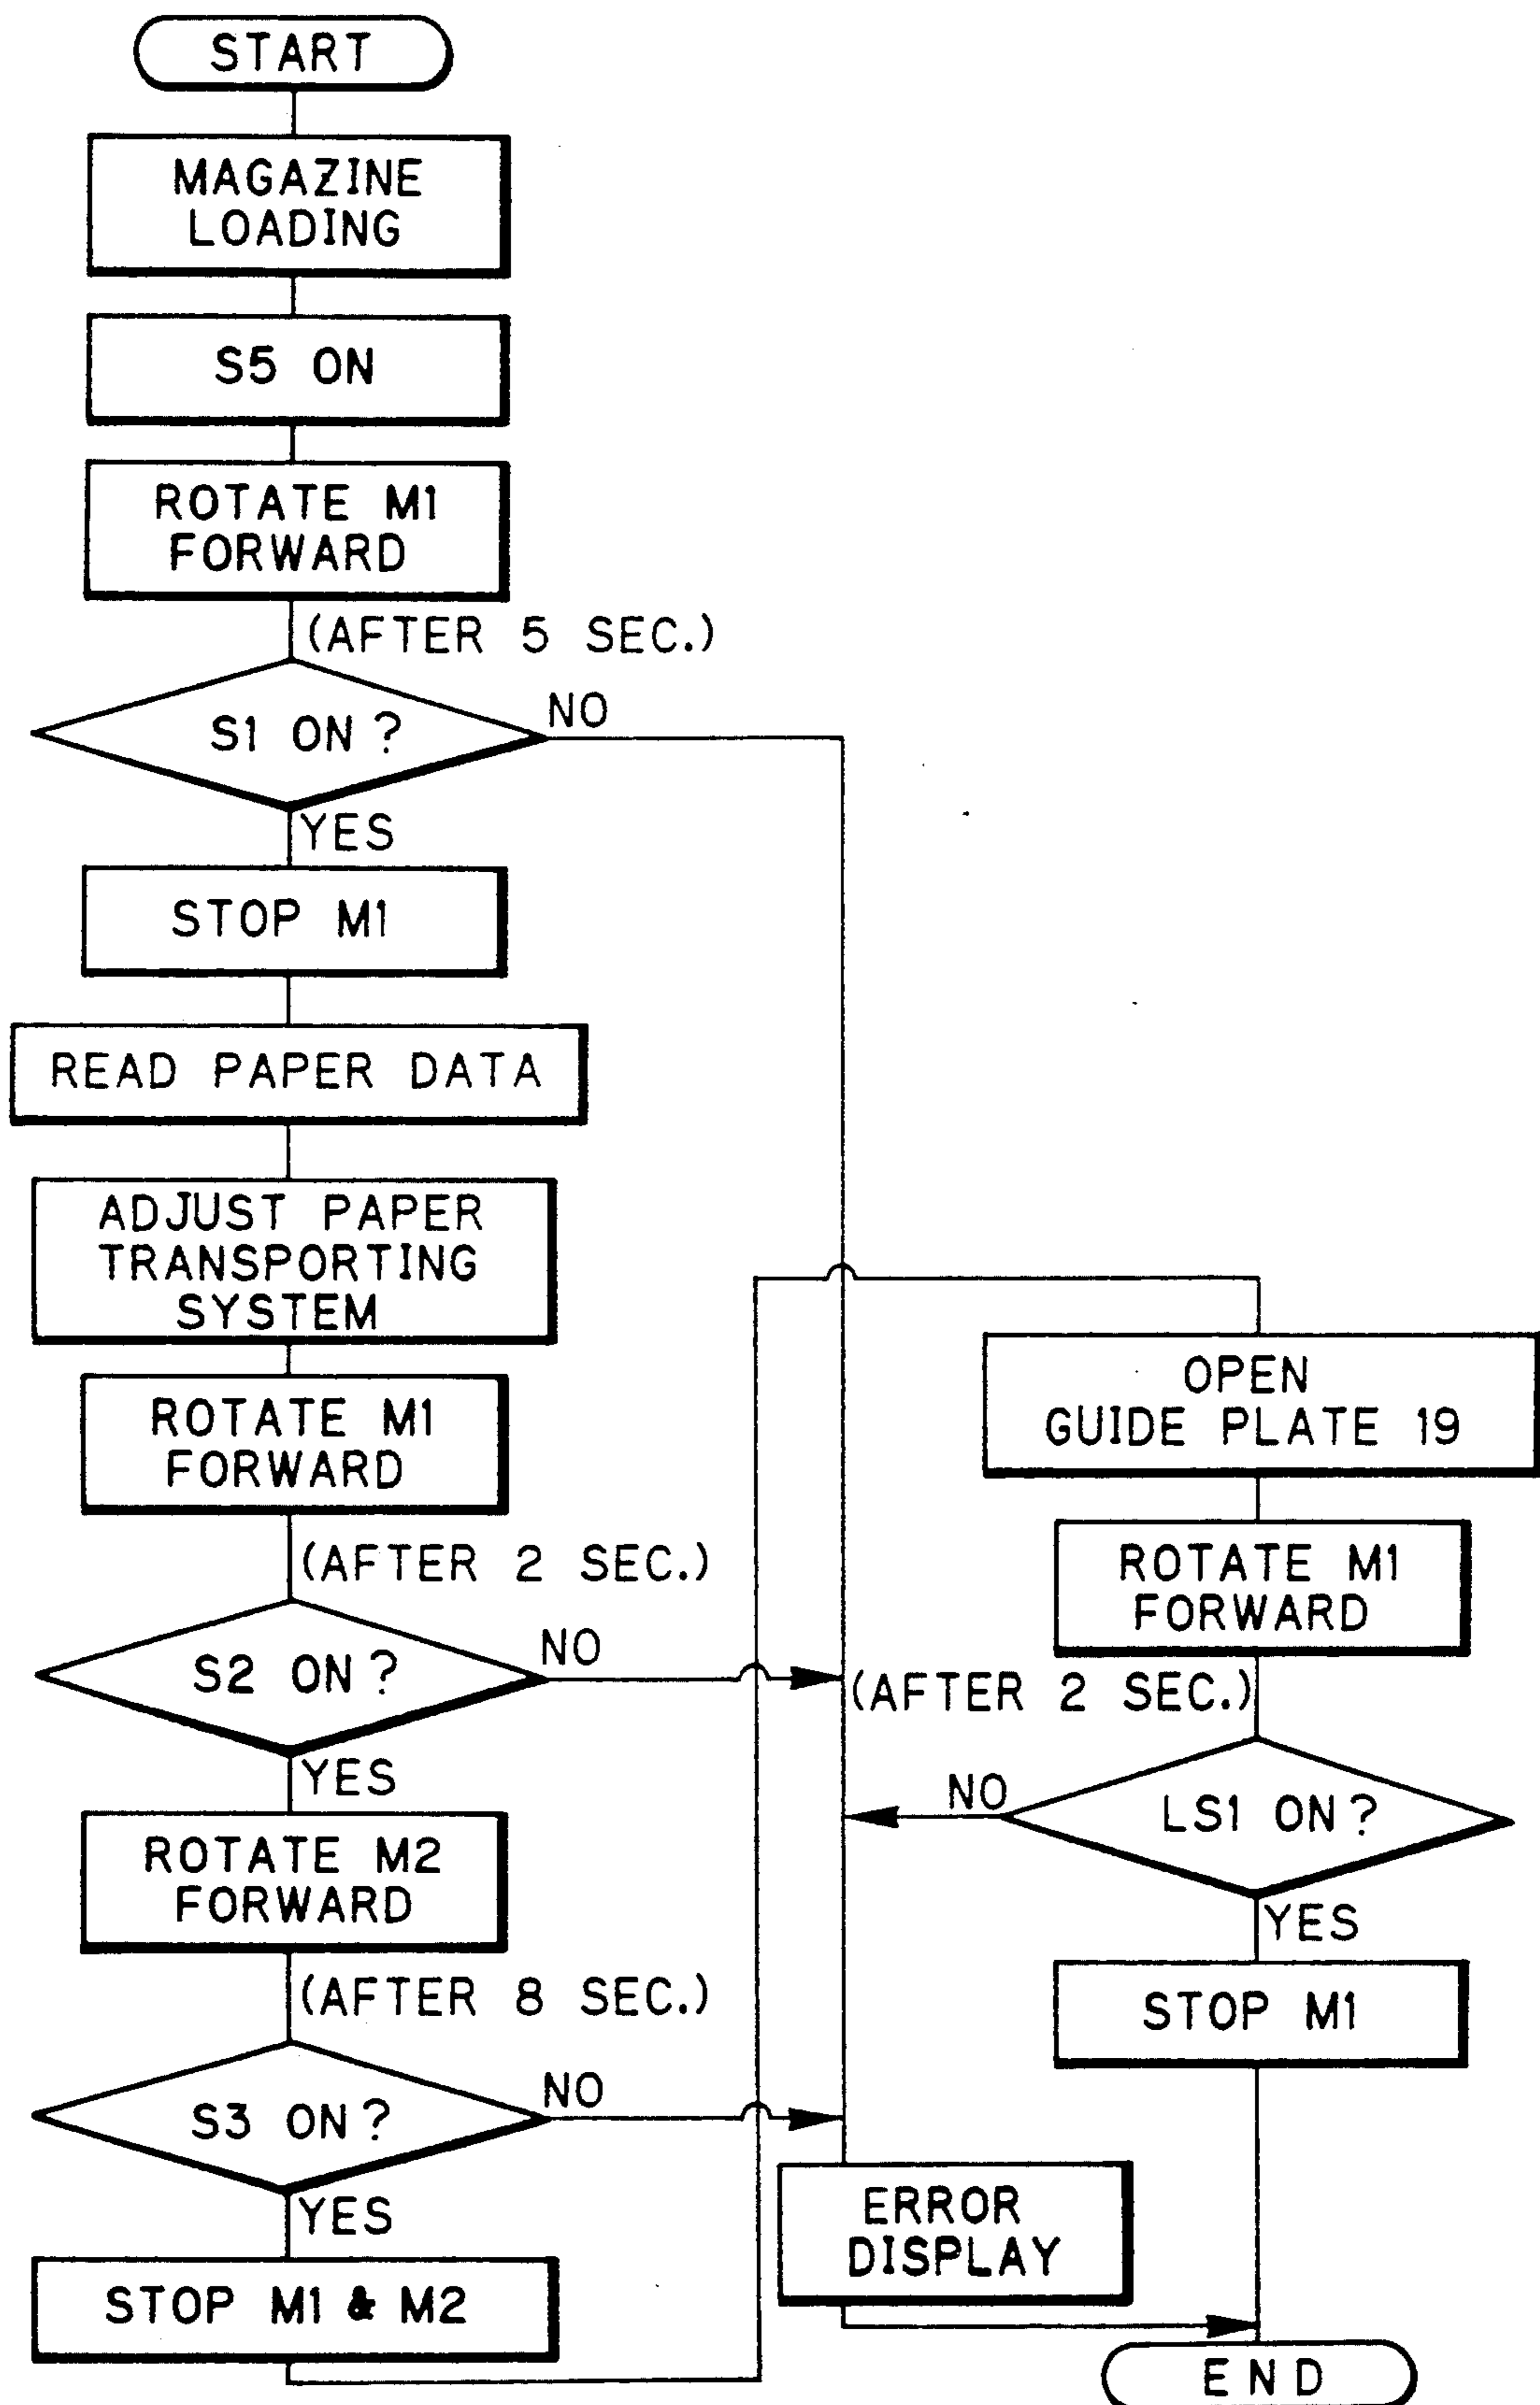 START
MAGAZINE
LOADING
S5 ON
ROTATE M1
FORWARD
(AFTER 5 SEC.)
S1 ON?
NO
YES
STOP M1
READ PAPER DATA
ADJUST PAPER
TRANSPORTING
SYSTEM
ROTATE M1
FORWARD
(AFTER 2 SEC.)
S2 ON?
NO
YES
ROTATE M2
FORWARD
(AFTER 8 SEC.)
S3 ON?
NO
YES
STOP M1 & M2
OPEN
GUIDE PLATE 19
ROTATE M1
FORWARD
(AFTER 2 SEC.)
LS1 ON?
NO
YES
STOP M1
ERROR
DISPLAY
END